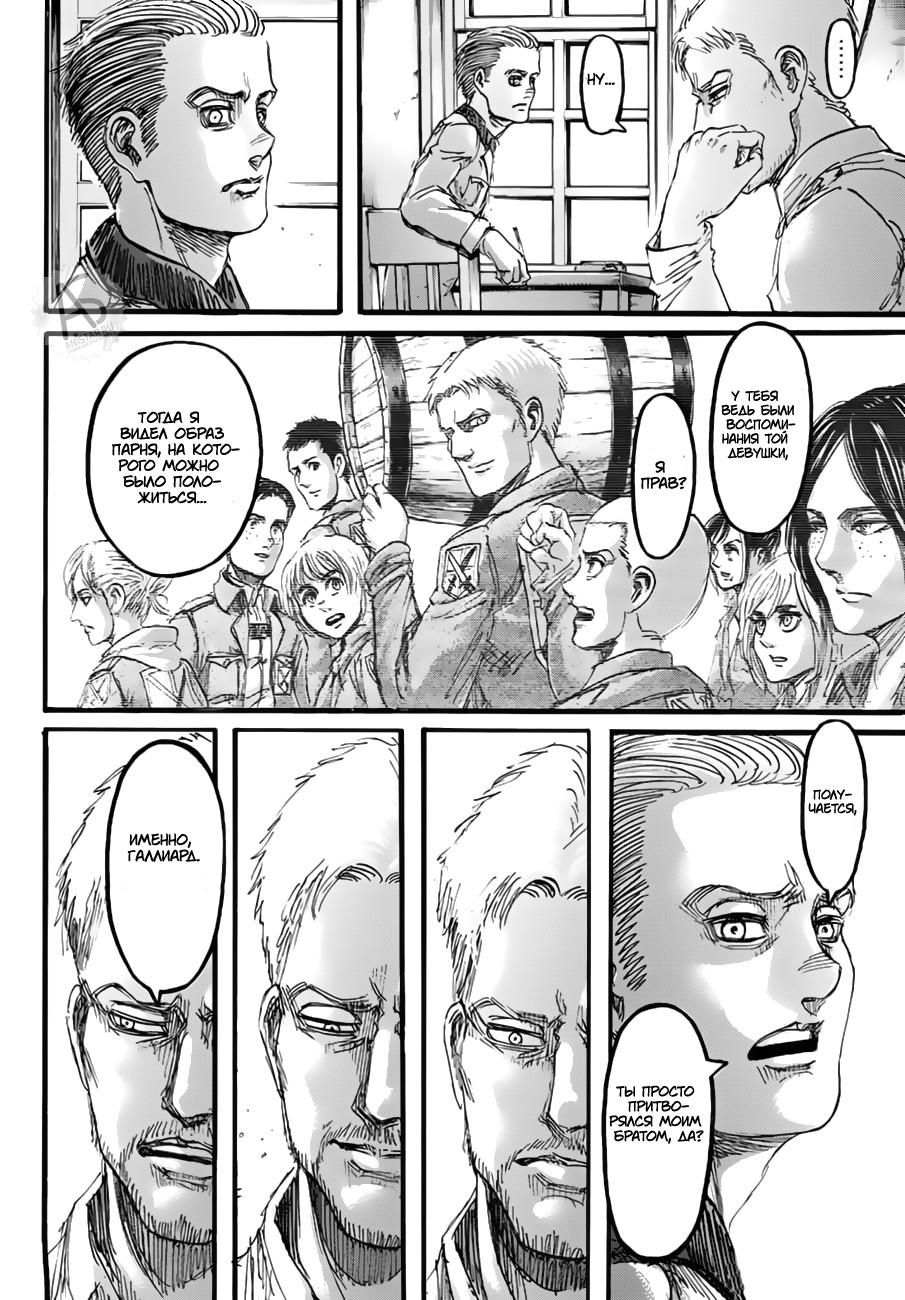 ......
НУ...
У ТЕБЯ
ВЕДЬ БЫЛИ
ВОСПОМИ-
НАНИЯ ТОЙ
ДЕВУШКИ,
Я
ПРАВ?
ТОГДА Я
ВИДЕЛ ОБРАЗ
ПАРНЯ, НА КОТО-
РОГО МОЖНО
БЫЛО ПОЛО-
ЖИТЬСЯ...
ПОЛУ-
ЧАЕТСЯ,
ТЫ ПРОСТО
ПРИТВО-
РЯЛСЯ МОИМ
БРАТОМ, ДА?
ИМЕННО,
ГАЛЛИАРД.